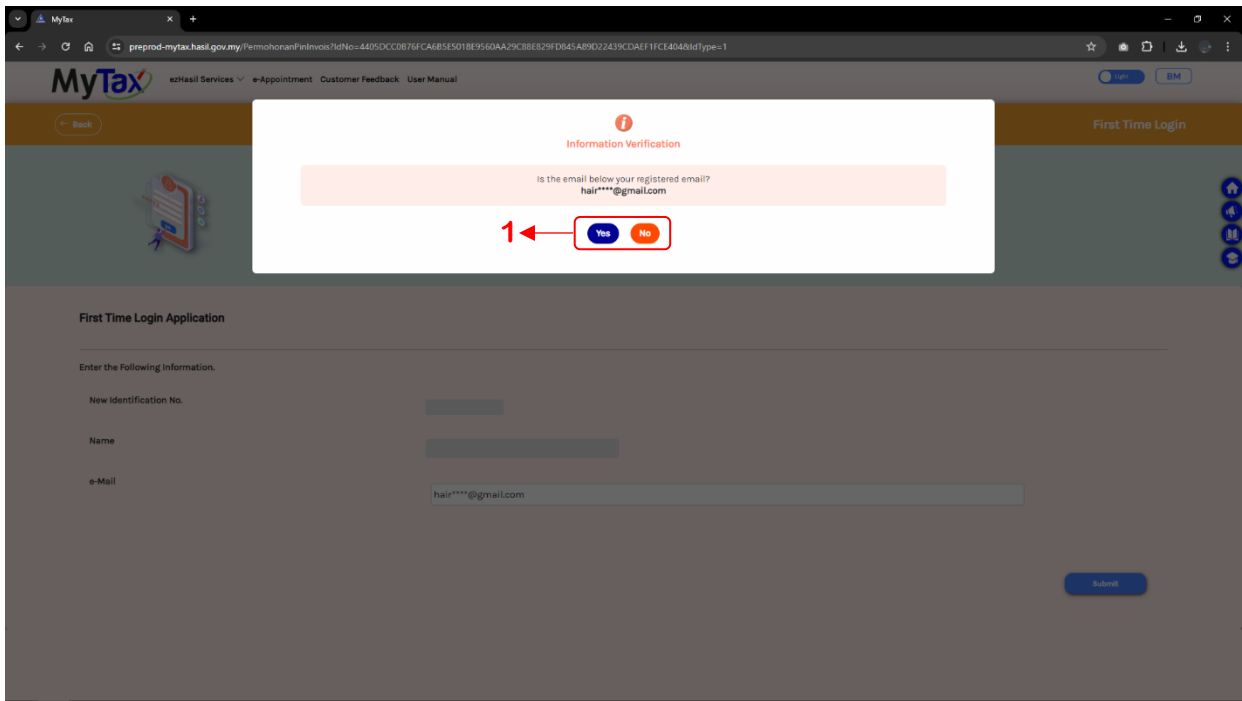 MyTax
preprod-mytax.hasil.gov.my/PermohonanPinInvois?IdNo=4405DCC0B76FCA6B5E5018E9560AA29C88E829FD845A89D22439CDAEF1FCE404&IdType=1
MyTax ezHasil Services e-Appointment Customer Feedback User Manual Light BM
← Back First Time Login
i
Information Verification
Is the email below your registered email?
hair****@gmail.com
1 Yes No
First Time Login Application
Enter the Following Information.
New Identification No.
Name
e-Mail
hair****@gmail.com
Submit